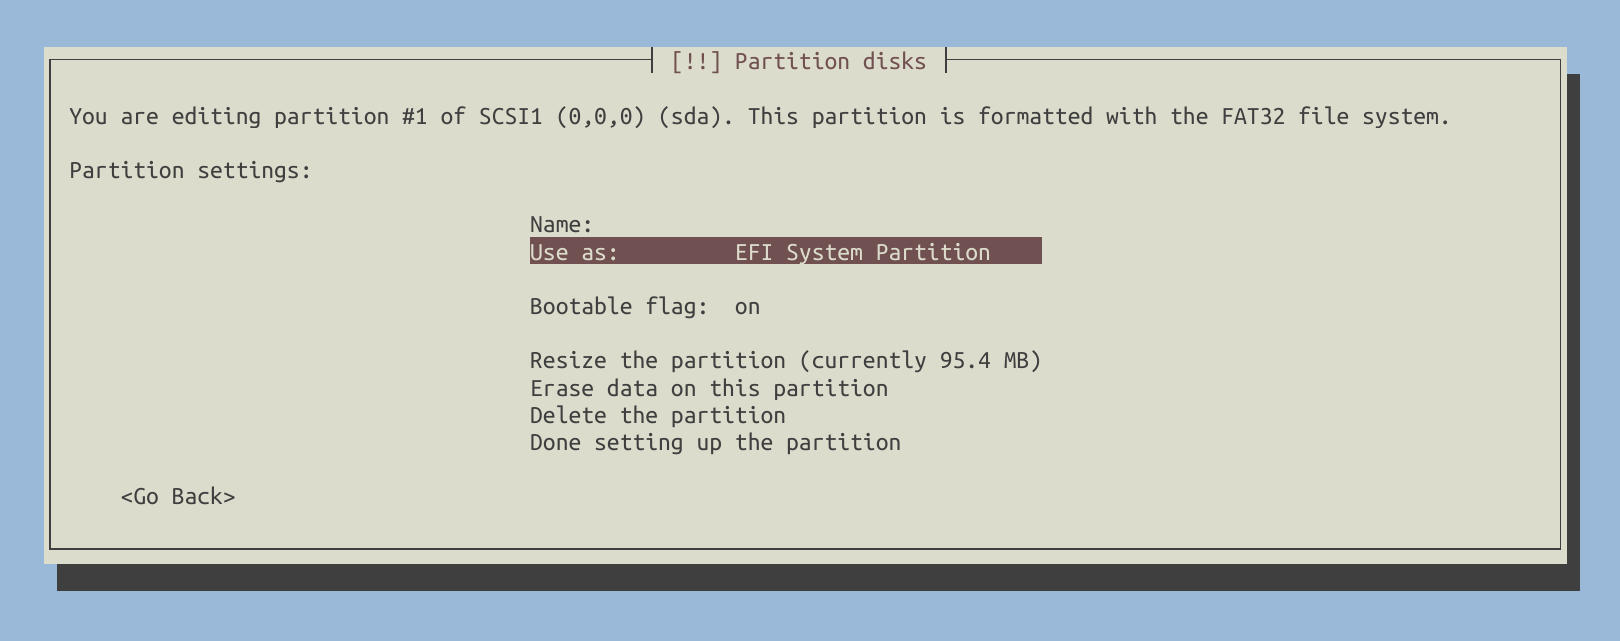 [!!] Partition disks
You are editing partition #1 of SCSI1 (0,0,0) (sda). This partition is formatted with the FAT32 file system.
Partition settings:
Name:
Use as: EFI System Partition
Bootable flag: on
Resize the partition (currently 95.4 MB)
Erase data on this partition
Delete the partition
Done setting up the partition
<Go Back>